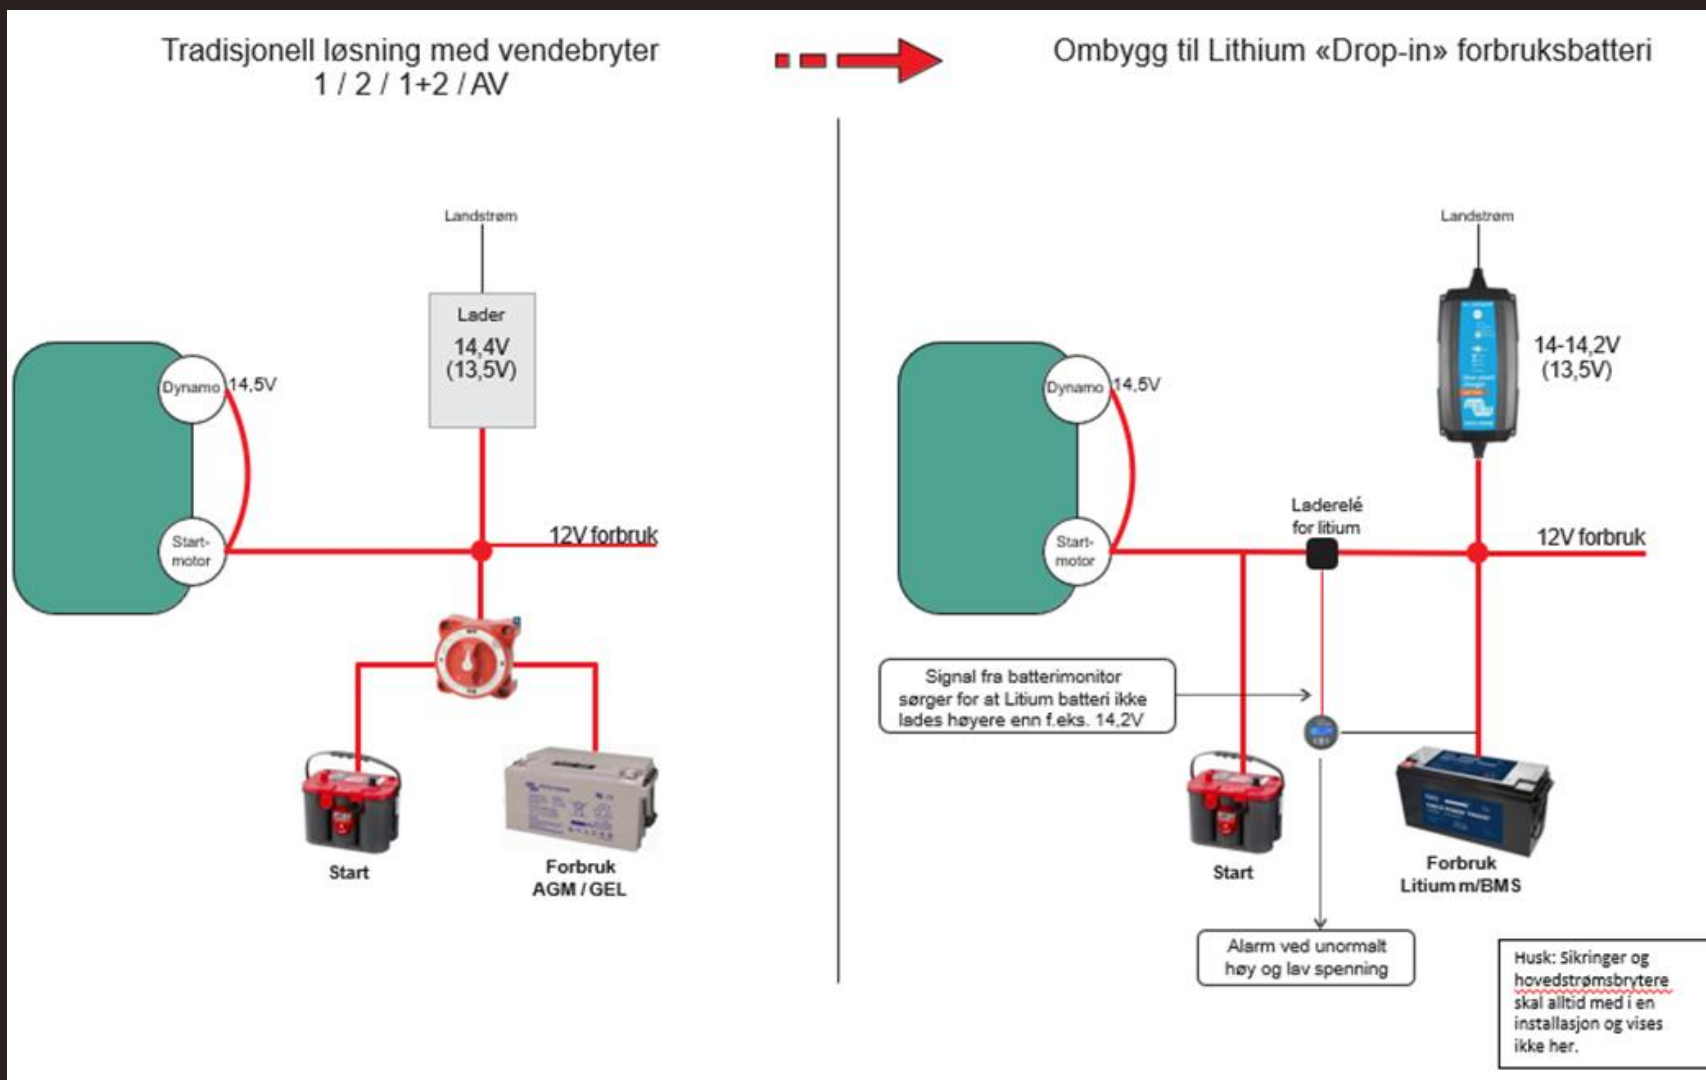 Tradisjonell løsning med vendebryter
1 / 2 / 1+2 / AV
Ombygg til Lithium «Drop-in» forbruksbatteri
Landstrøm
Lader
14,4V
(13,5V)
Dynamo
14,5V
Start-
motor
12V forbruk
Start
Forbruk
AGM / GEL
Landstrøm
14-14,2V
(13,5V)
Dynamo
14,5V
Laderelé
for litium
Start-
motor
12V forbruk
Signal fra batterimonitor
sørger for at Litium batteri ikke
lades høyere enn f.eks. 14,2V
Start
Forbruk
Litium m/BMS
Alarm ved unormalt
høy og lav spenning
Husk: Sikringer og
hovedstrømsbrytere
skal alltid med i en
installasjon og vises
ikke her.